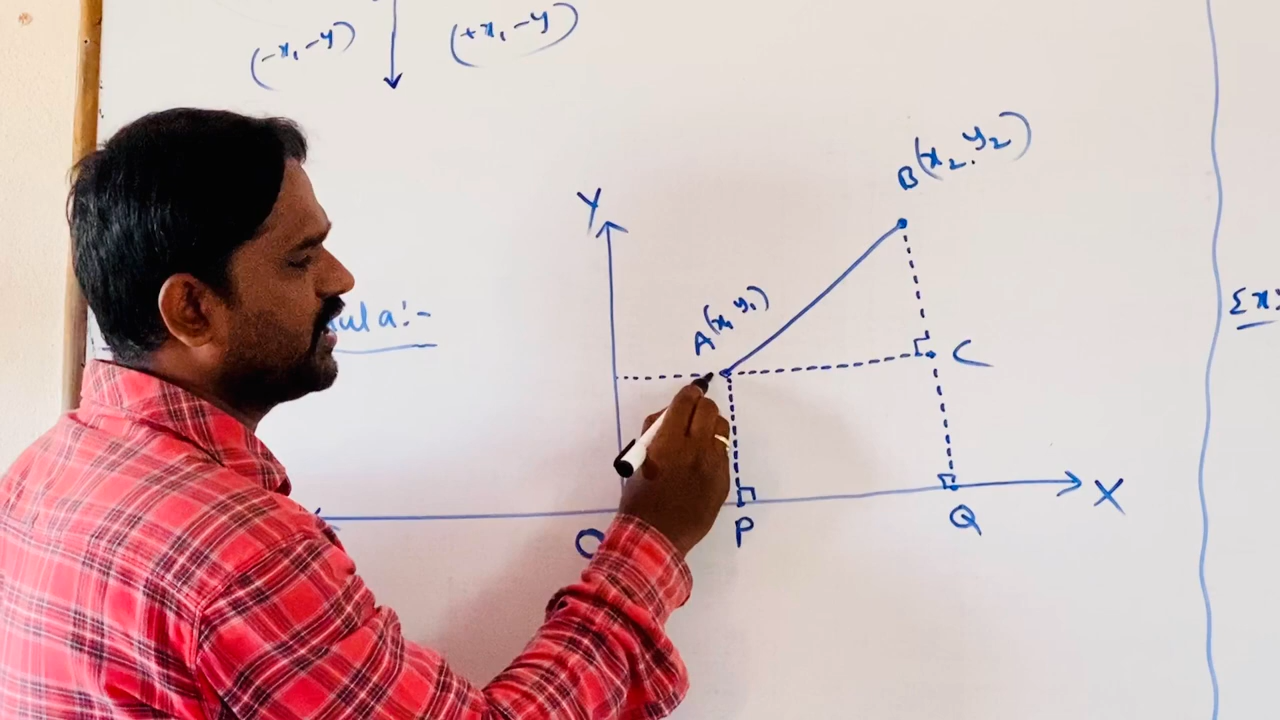 (-x, -y) (+x, -y)
B(x₂, y₂)
Y
A(x₁ y₁)
ula:-
C
X
O P Q